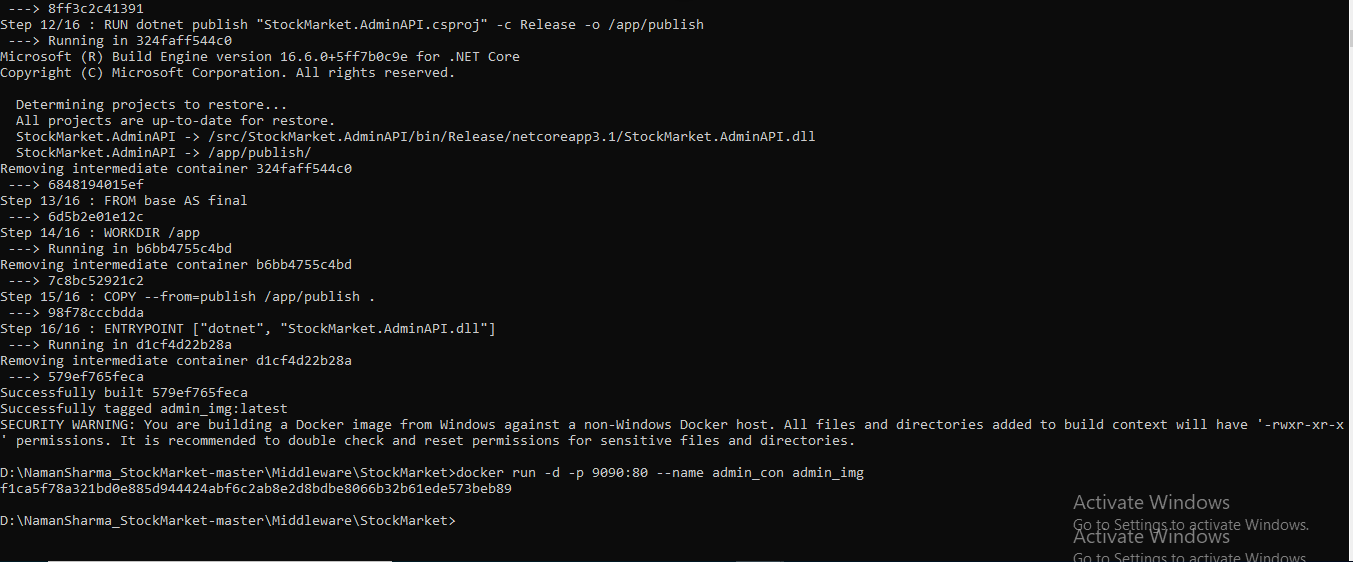 ---> 8ff3c2c41391
Step 12/16 : RUN dotnet publish "StockMarket.AdminAPI.csproj" -c Release -o /app/publish
---> Running in 324faff544c0
Microsoft (R) Build Engine version 16.6.0+5ff7b0c9e for .NET Core
Copyright (C) Microsoft Corporation. All rights reserved.

Determining projects to restore...
All projects are up-to-date for restore.
StockMarket.AdminAPI -> /src/StockMarket.AdminAPI/bin/Release/netcoreapp3.1/StockMarket.AdminAPI.dll
StockMarket.AdminAPI -> /app/publish/
Removing intermediate container 324faff544c0
---> 6848194015ef
Step 13/16 : FROM base AS final
---> 6d5b2e01e12c
Step 14/16 : WORKDIR /app
---> Running in b6bb4755c4bd
Removing intermediate container b6bb4755c4bd
---> 7c8bc52921c2
Step 15/16 : COPY --from=publish /app/publish .
---> 98f78cccbdda
Step 16/16 : ENTRYPOINT ["dotnet", "StockMarket.AdminAPI.dll"]
---> Running in d1cf4d22b28a
Removing intermediate container d1cf4d22b28a
---> 579ef765feca
Successfully built 579ef765feca
Successfully tagged admin_img:latest
SECURITY WARNING: You are building a Docker image from Windows against a non-Windows Docker host. All files and directories added to build context will have '-rwxr-xr-x
' permissions. It is recommended to double check and reset permissions for sensitive files and directories.

D:\NamanSharma_StockMarket-master\Middleware\StockMarket>docker run -d -p 9090:80 --name admin_con admin_img
f1ca5f78a321bd0e885d944424abf6c2ab8e2d8bdbe8066b32b61ede573beb89

D:\NamanSharma_StockMarket-master\Middleware\StockMarket>
Activate Windows
Go to Settings to activate Windows.
Activate Windows
Go to Settings to activate Windows.